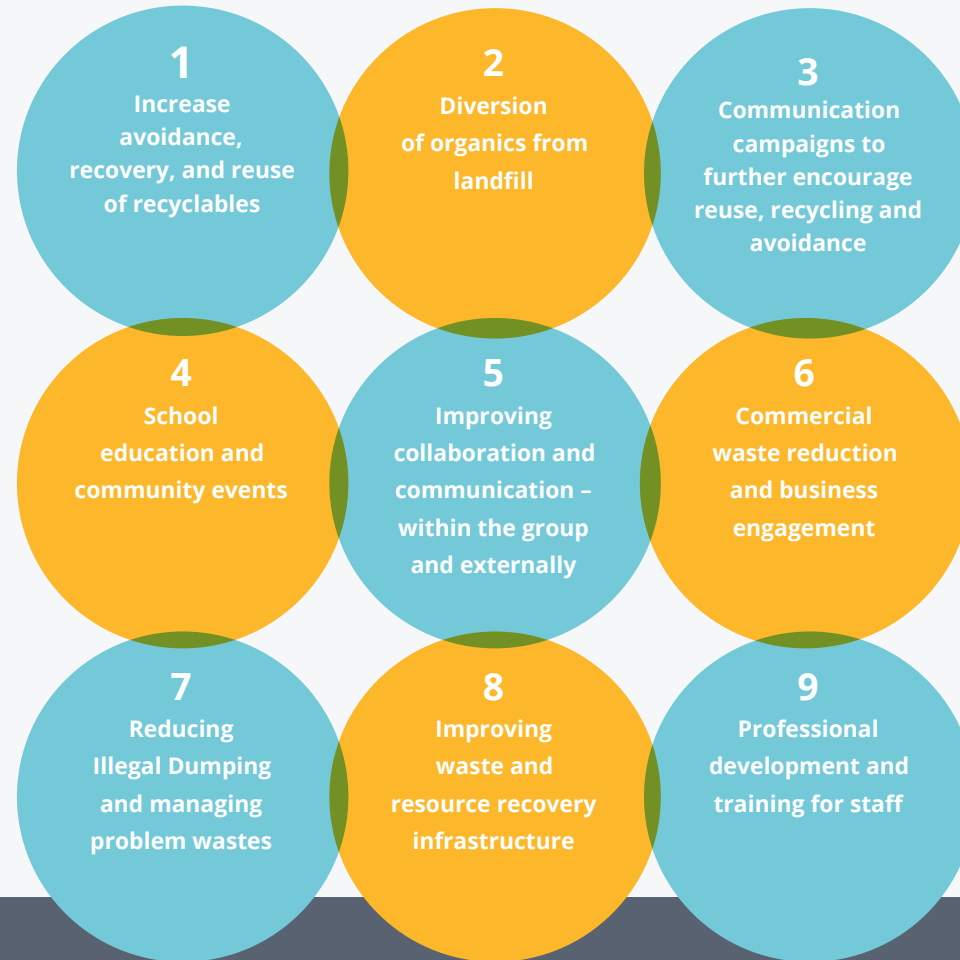 1
Increase
avoidance,
recovery, and reuse
of recyclables
2
Diversion
of organics from
landfill
3
Communication
campaigns to
further encourage
reuse, recycling and
avoidance
4
School
education and
community events
5
Improving
collaboration and
communication –
within the group
and externally
6
Commercial
waste reduction
and business
engagement
7
Reducing
Illegal Dumping
and managing
problem wastes
8
Improving
waste and
resource recovery
infrastructure
9
Professional
development and
training for staff